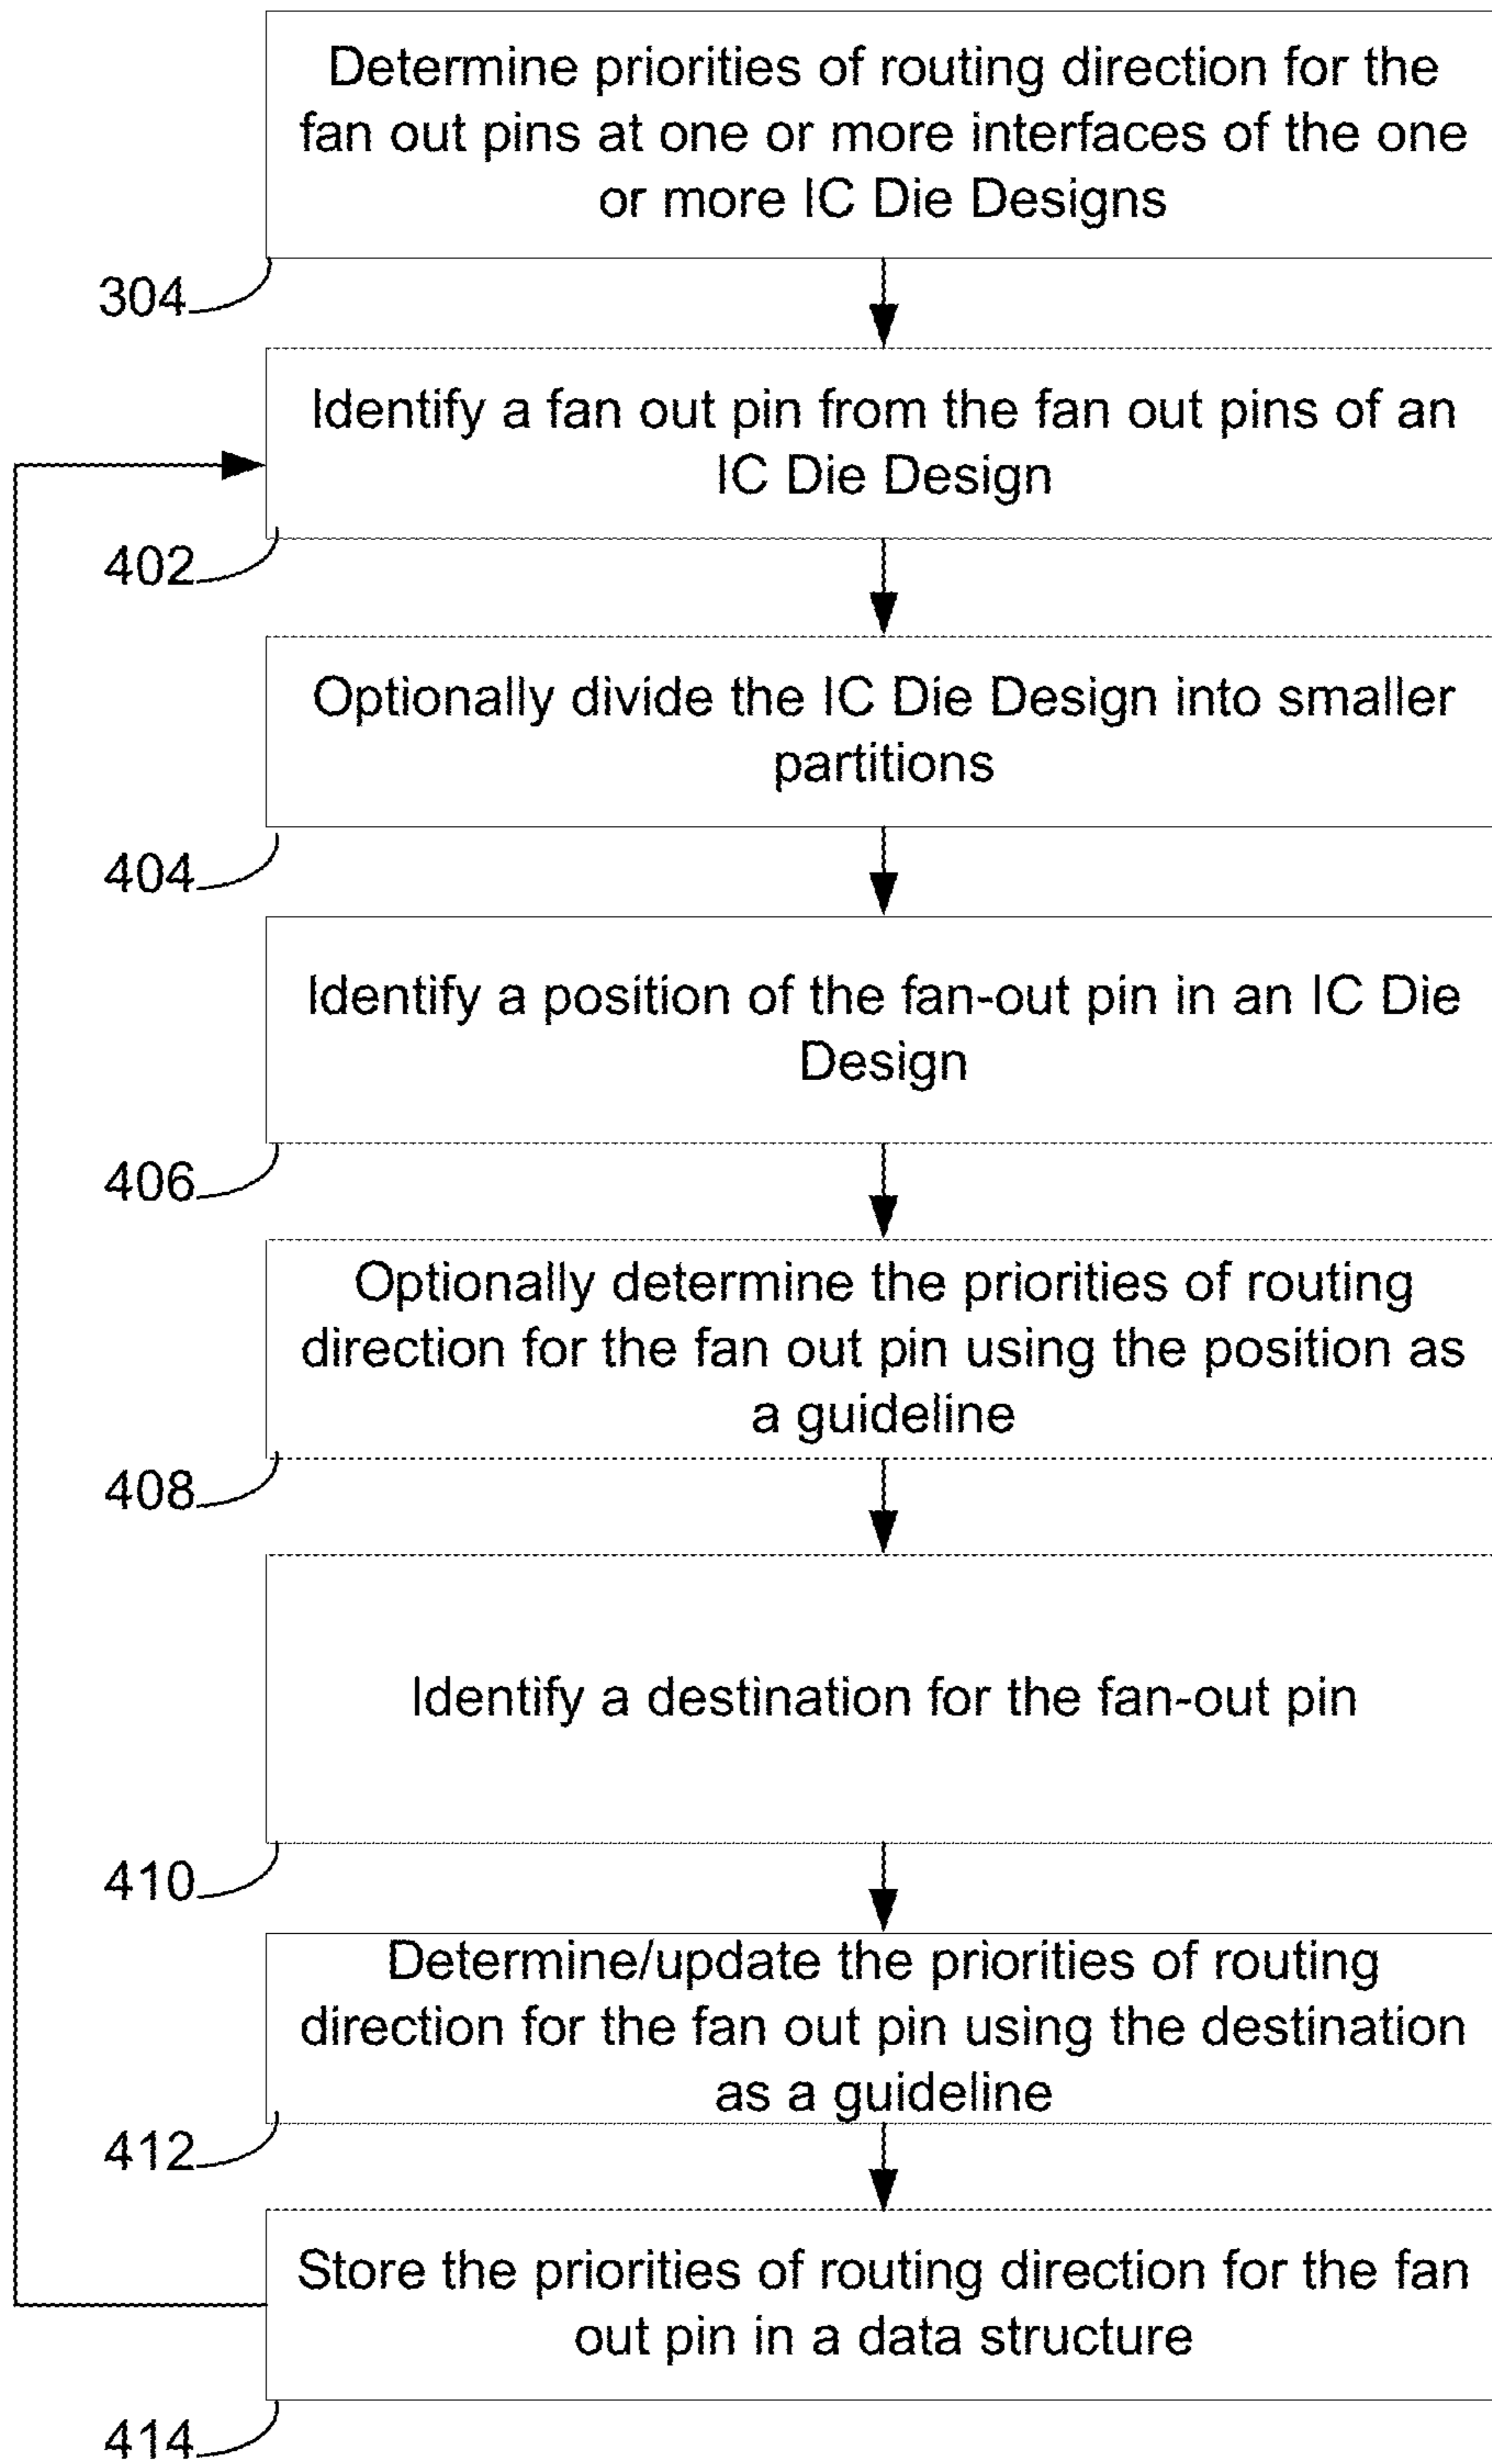 Determine priorities of routing direction for the
fan out pins at one or more interfaces of the one
or more IC Die Designs
304
Identify a fan out pin from the fan out pins of an
IC Die Design
402
Optionally divide the IC Die Design into smaller
partitions
404
Identify a position of the fan-out pin in an IC Die
Design
406
Optionally determine the priorities of routing
direction for the fan out pin using the position as
a guideline
408
Identify a destination for the fan-out pin
410
Determine/update the priorities of routing
direction for the fan out pin using the destination
as a guideline
412
Store the priorities of routing direction for the fan
out pin in a data structure
414